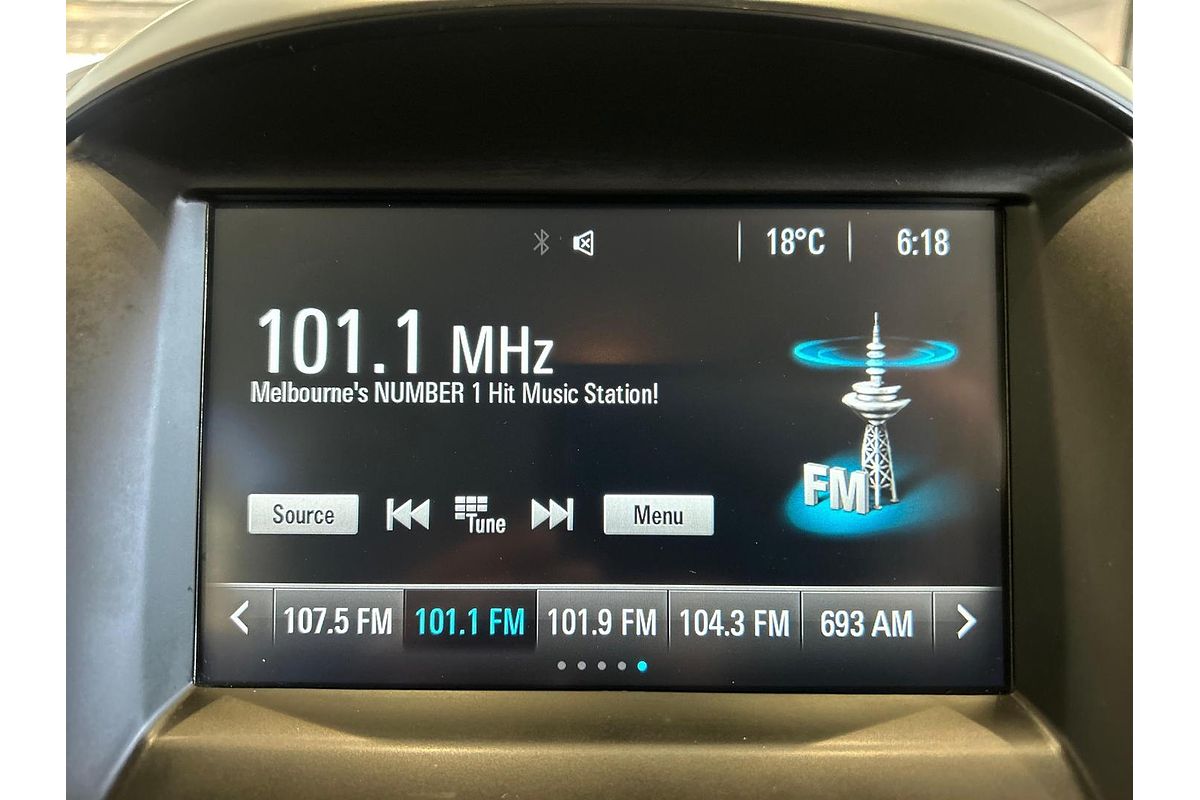 18°C 6:18
101.1 MHz
Melbourne's NUMBER 1 Hit Music Station!
FM
Source Tune Menu
107.5 FM 101.1 FM 101.9 FM 104.3 FM 693 AM